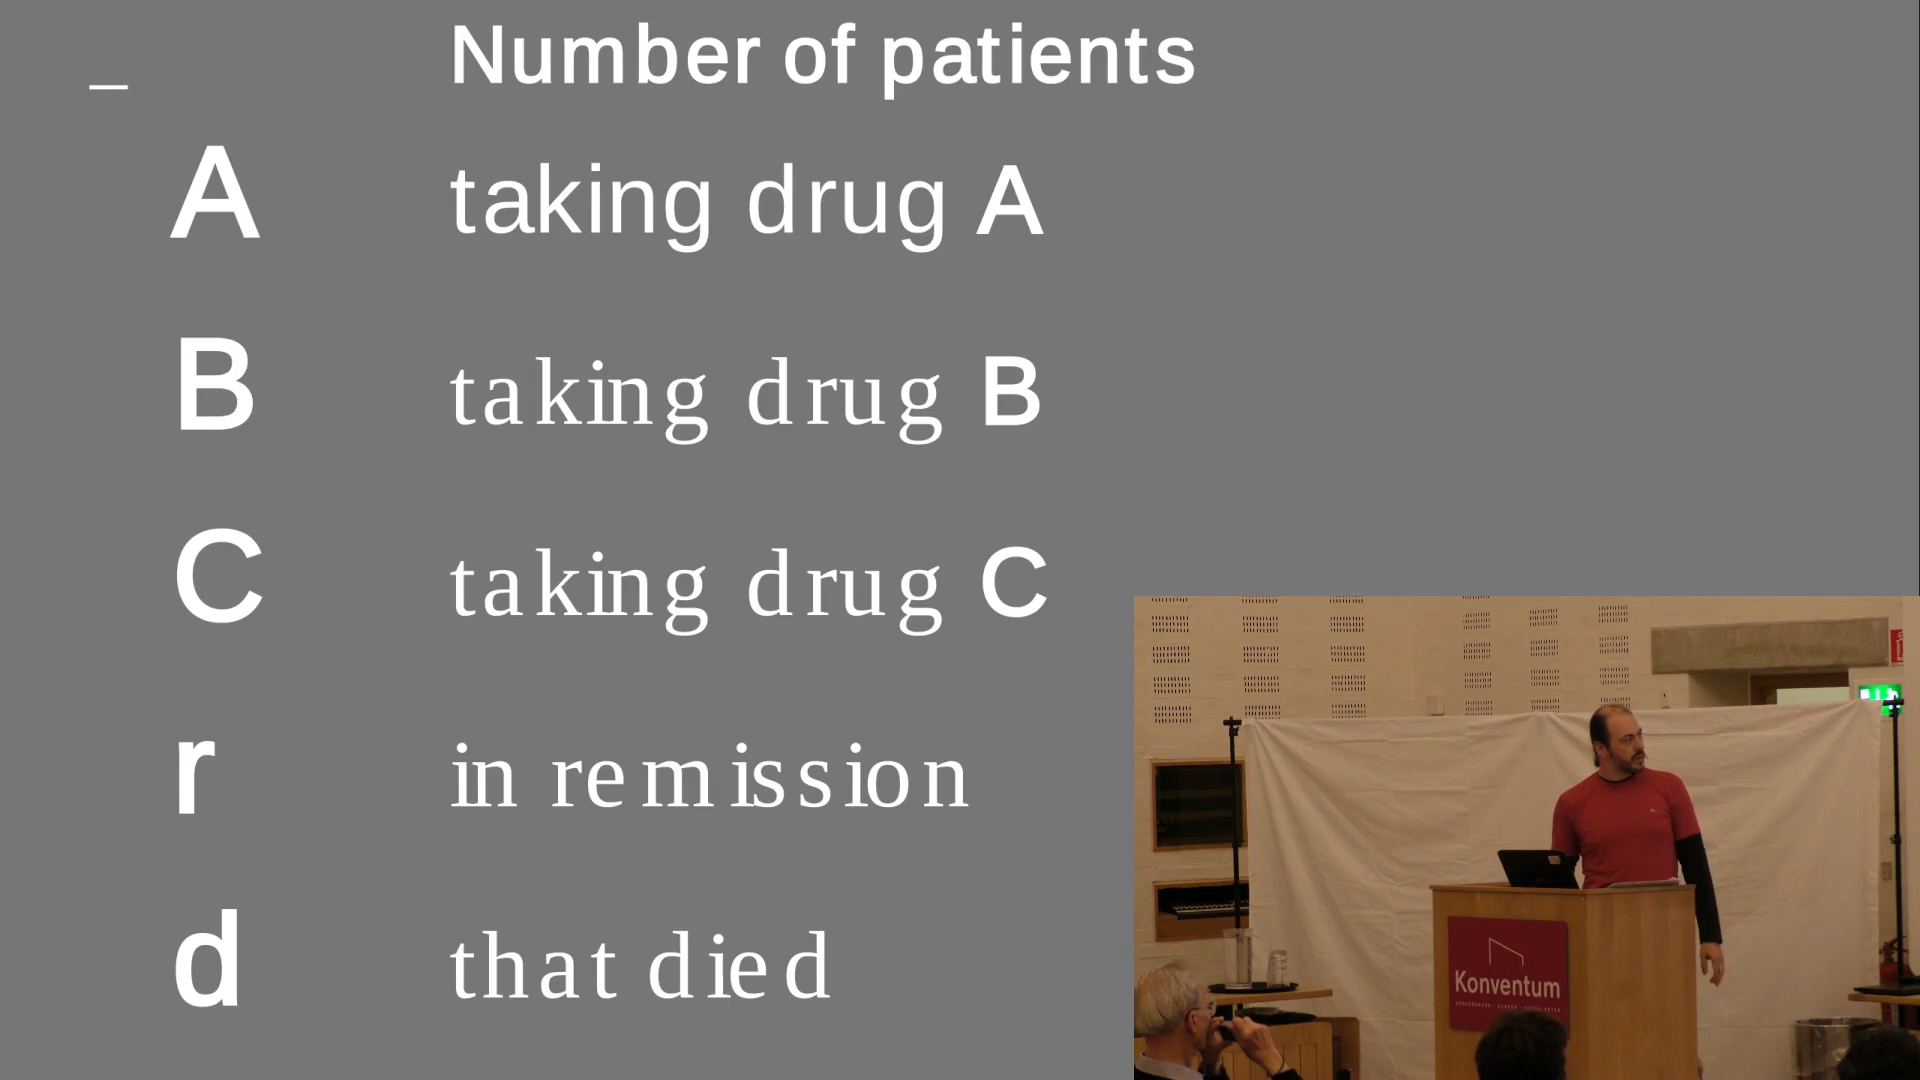 _ Number of patients
A taking drug A
B taking drug B
C taking drug C
r in remission
d that died
Konventum